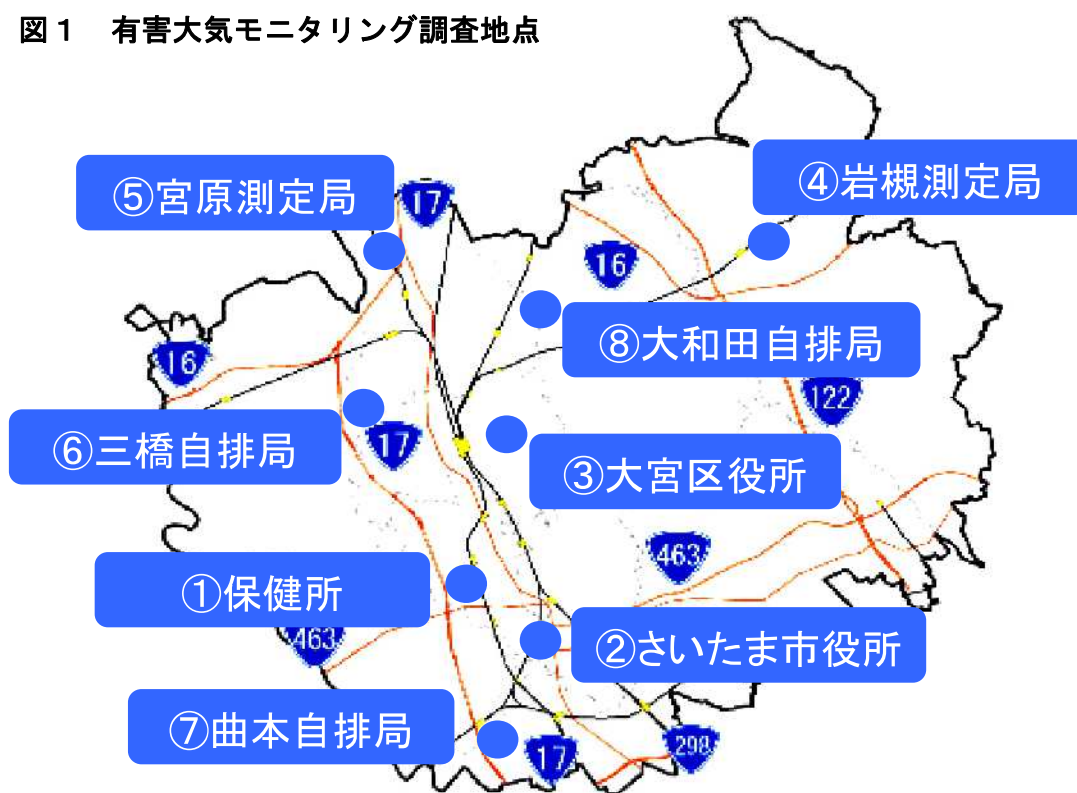 図１　有害大気モニタリング調査地点
⑤宮原測定局
17
④岩槻測定局
16
⑧大和田自排局
16
122
⑥三橋自排局
17
③大宮区役所
463
①保健所
463
②さいたま市役所
⑦曲本自排局
17
298